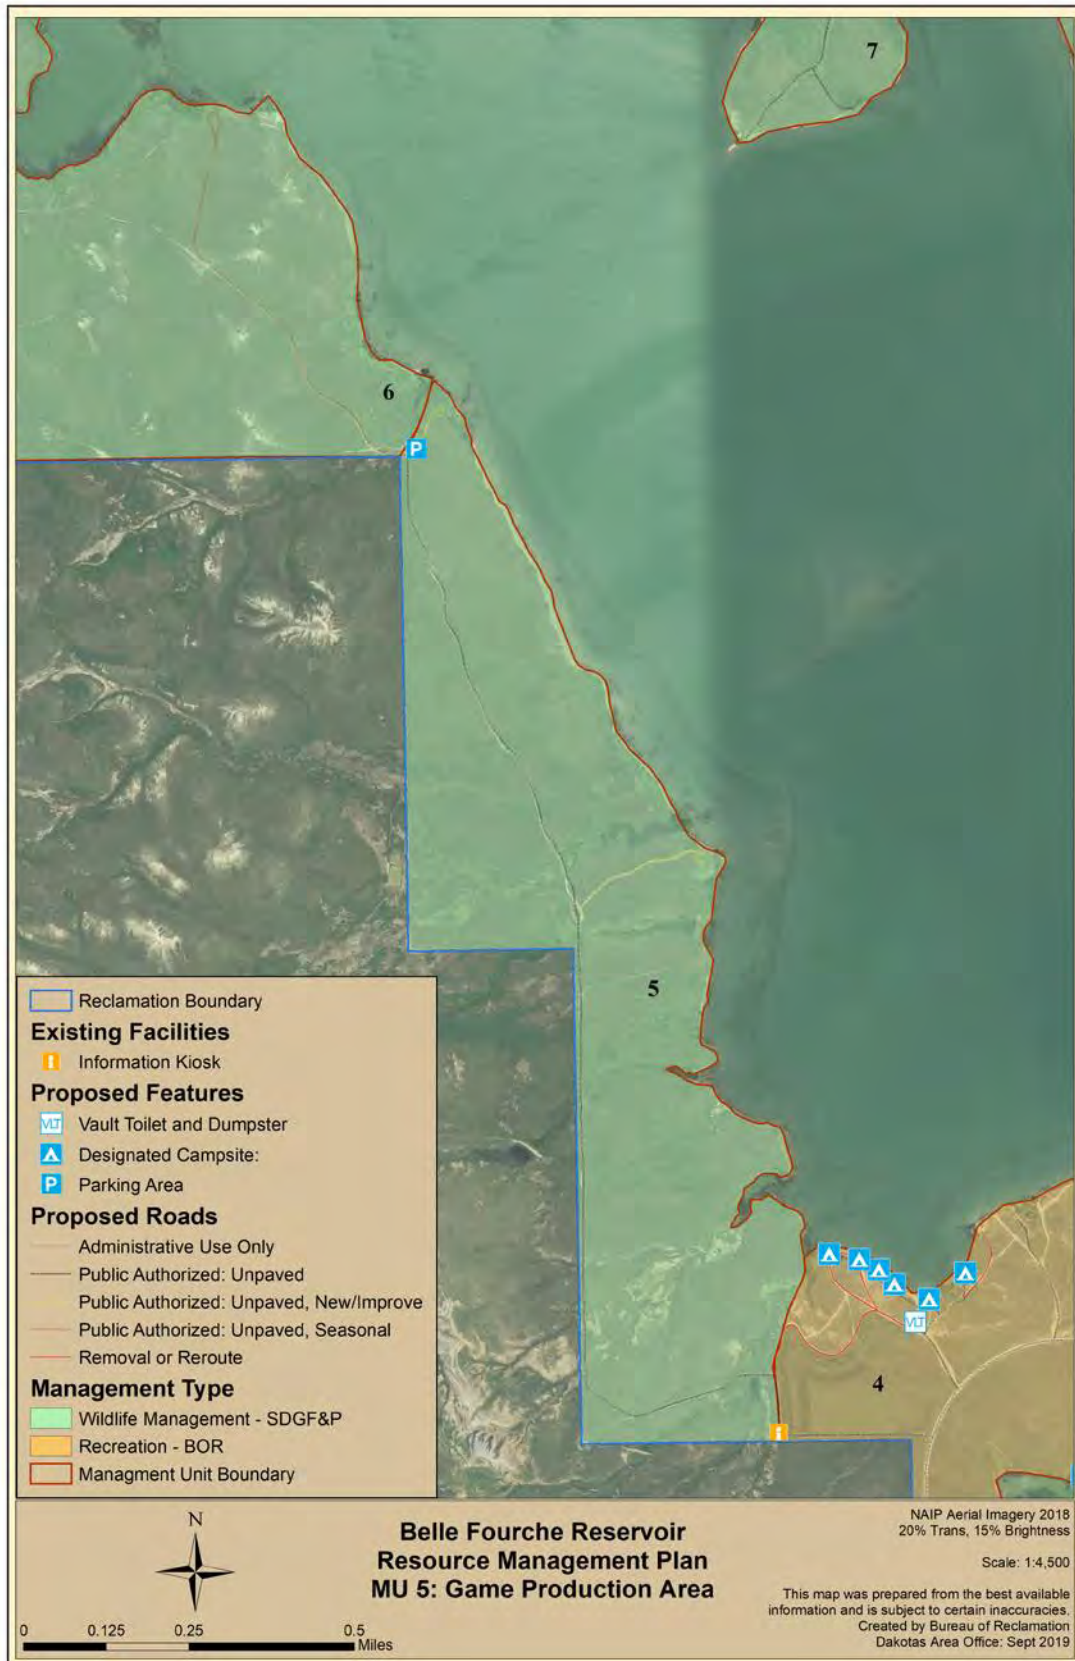 7
6
P
5
4
VLT
i
Reclamation Boundary
Existing Facilities
i Information Kiosk
Proposed Features
VLT Vault Toilet and Dumpster
Designated Campsite:
P Parking Area
Proposed Roads
Administrative Use Only
Public Authorized: Unpaved
Public Authorized: Unpaved, New/Improve
Public Authorized: Unpaved, Seasonal
Removal or Reroute
Management Type
Wildlife Management - SDGF&P
Recreation - BOR
Managment Unit Boundary
N
0 0.125 0.25 0.5
Miles
Belle Fourche Reservoir
Resource Management Plan
MU 5: Game Production Area
NAIP Aerial Imagery 2018
20% Trans, 15% Brightness
Scale: 1:4,500
This map was prepared from the best available
information and is subject to certain inaccuracies.
Created by Bureau of Reclamation
Dakotas Area Office: Sept 2019